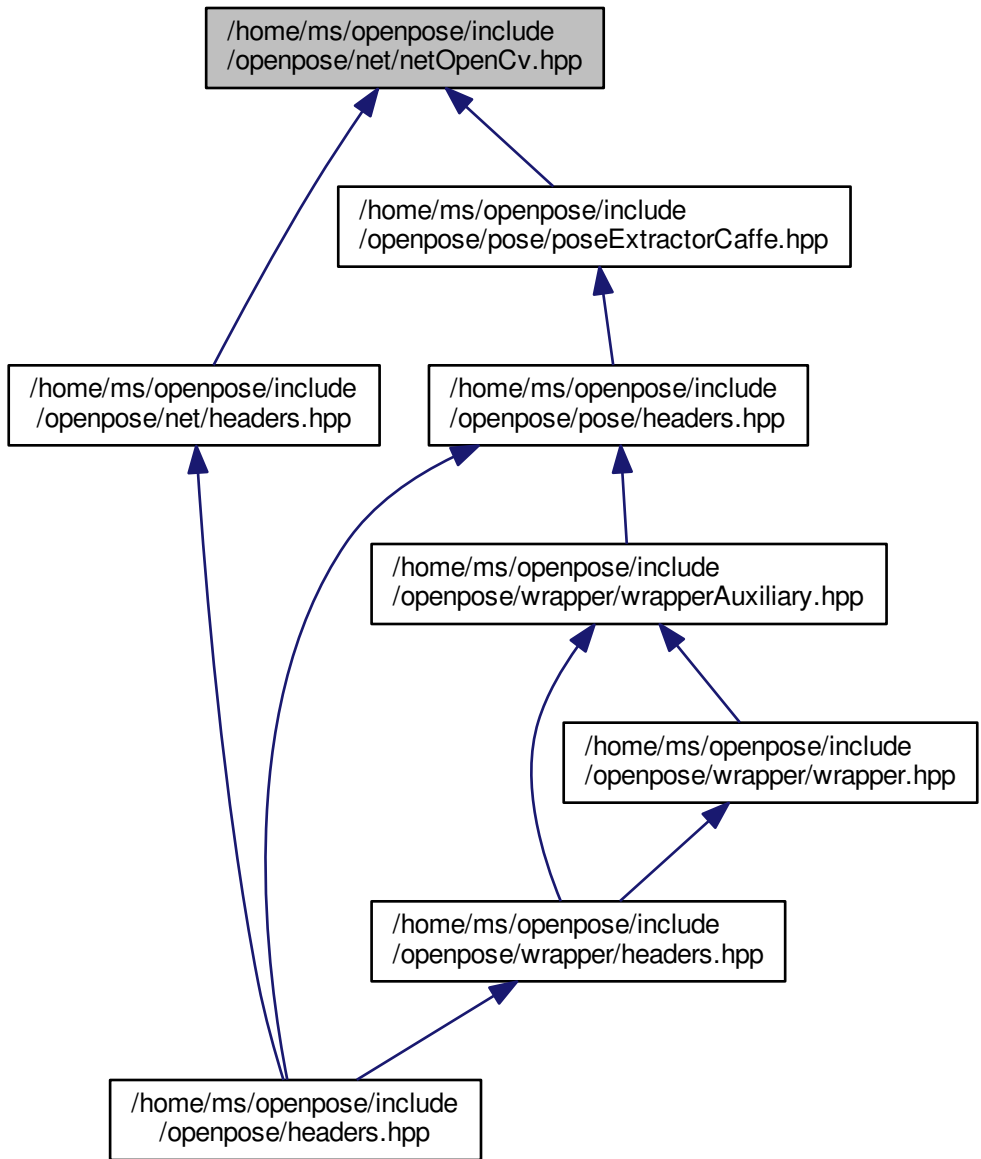 /home/ms/openpose/include
/openpose/net/netOpenCv.hpp
/home/ms/openpose/include
/openpose/pose/poseExtractorCaffe.hpp
/home/ms/openpose/include
/openpose/net/headers.hpp
/home/ms/openpose/include
/openpose/pose/headers.hpp
/home/ms/openpose/include
/openpose/wrapper/wrapperAuxiliary.hpp
/home/ms/openpose/include
/openpose/wrapper/wrapper.hpp
/home/ms/openpose/include
/openpose/wrapper/headers.hpp
/home/ms/openpose/include
/openpose/headers.hpp